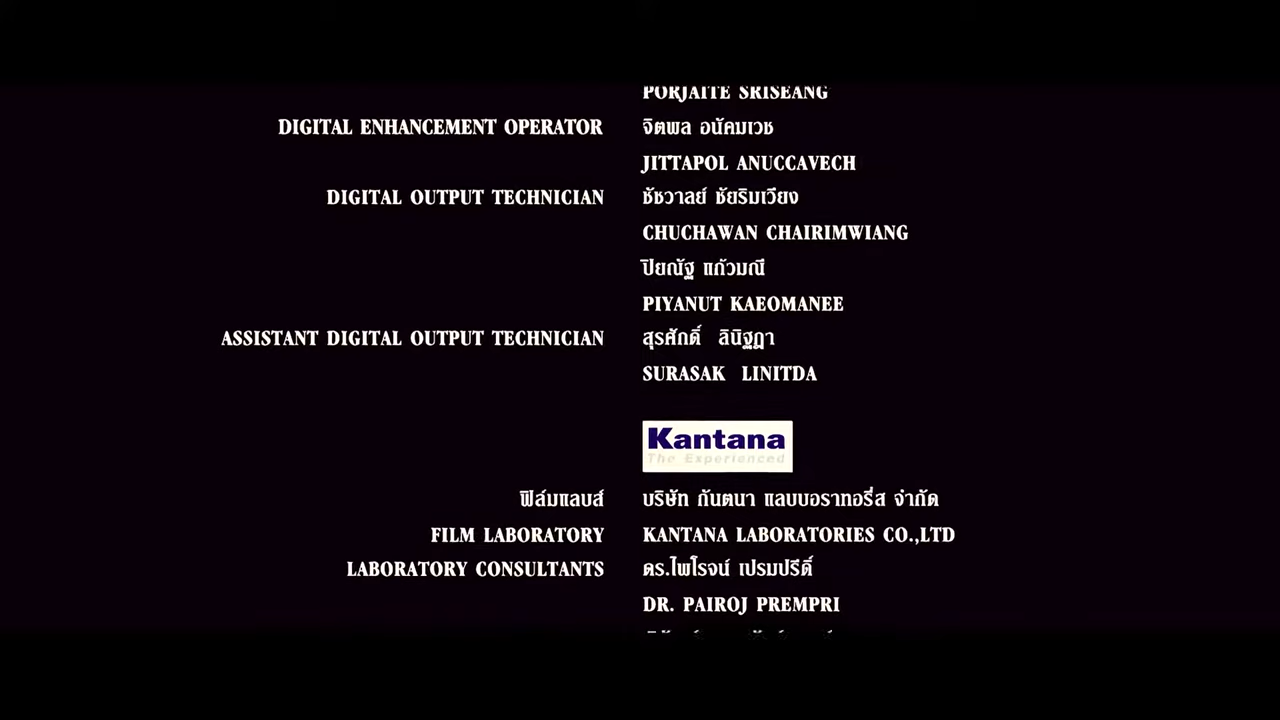 PORJAITE SRISEANG
DIGITAL ENHANCEMENT OPERATOR จิตพล อนัคมเวช
JITTAPOL ANUCCAVECH
DIGITAL OUTPUT TECHNICIAN ชัชวาลย์ ชัยริมเวียง
CHUCHAWAN CHAIRIMWIANG
ปิยณัฐ แก้วมณี
PIYANUT KAEOMANEE
ASSISTANT DIGITAL OUTPUT TECHNICIAN สุรศักดิ์ ลินิฐฎา
SURASAK LINITDA
Kantana
The Experienced
ฟิล์มแลบส์ บริษัท กันตนา แลบบอราทอรี่ส จำกัด
FILM LABORATORY KANTANA LABORATORIES CO.,LTD
LABORATORY CONSULTANTS ดร.ไพโรจน์ เปรมปรีดิ์
DR. PAIROJ PREMPRI